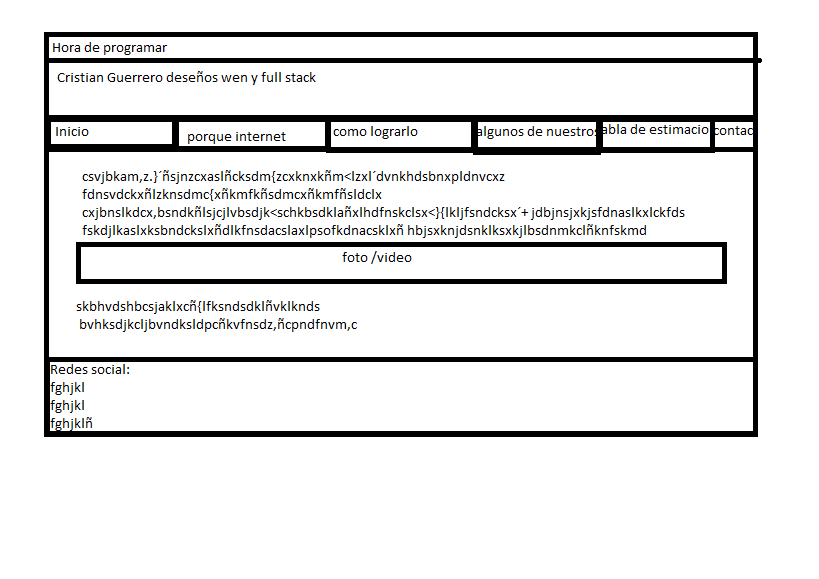 Hora de programar
Cristian Guerrero deseños wen y full stack
Inicio
porque internet
como lograrlo
algunos de nuestros
abla de estimacio
contac
csvjbkam,z.}´ñsjnzcxaslñcksdm{zcxknxkñm<lzxl´dvnkhdsbnxpldnvcxz
fdnsvdckxñlzknsdmc{xñkmfkñsdmcxñkmfñsldclx
cxjbnslkdcx,bsndkñlsjcjlvbsdjk<schkbsdklañxlhdfnskclsx<}{lkljfsndcksx´+ jdbjnsjxkjsfdnaslkxlckfds
fskdjlkaslxksbndckslxñdlkfnsdacslaxlpsofkdnacsklxñ hbjsxknjdsnklksxkjlbsdnmkclñknfskmd
foto /video
skbhvdshbcsjaklxcñ{lfksndsdklñvklknds
bvhksdjkcljbvndksldpcñkvfnsdz,ñcpndfnvm,c
Redes social:
fghjkl
fghjkl
fghjklñ